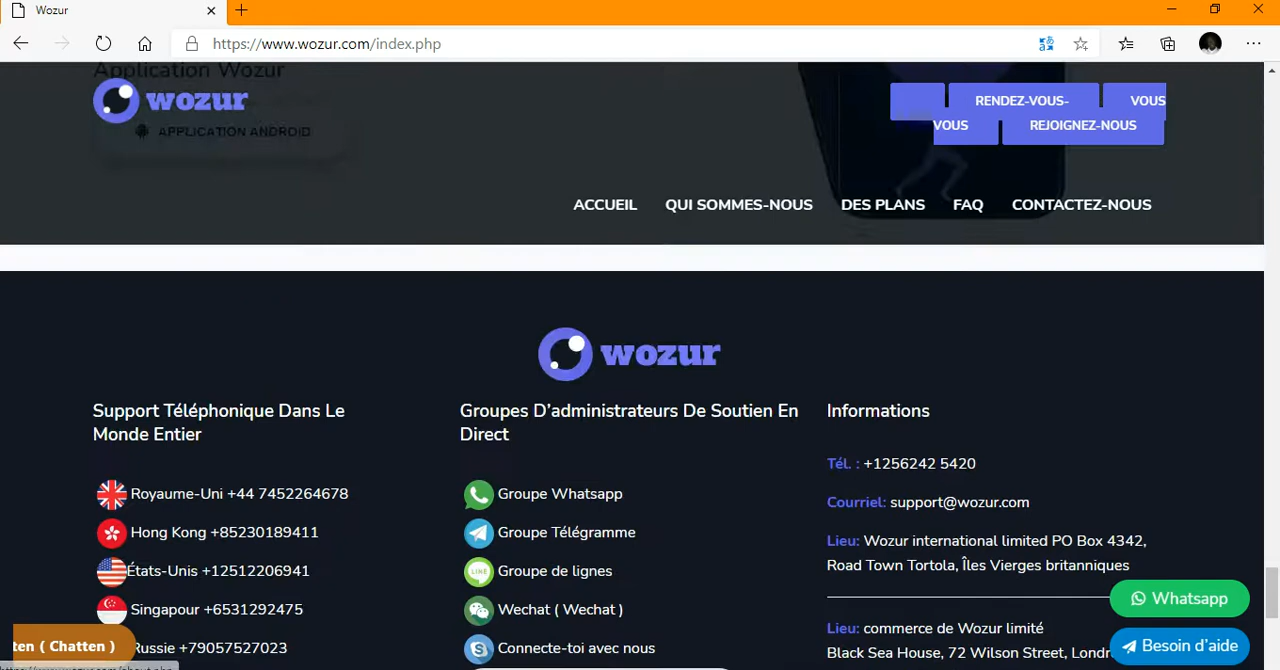 Wozur
https://www.wozur.com/index.php
Application Wozur
wozur
APPLICATION ANDROID
RENDEZ-VOUS-
VOUS
VOUS
REJOIGNEZ-NOUS
ACCUEIL QUI SOMMES-NOUS DES PLANS FAQ CONTACTEZ-NOUS
wozur
Support Téléphonique Dans Le
Monde Entier
Royaume-Uni +44 7452264678
Hong Kong +85230189411
États-Unis +12512206941
Singapour +6531292475
Russie +79057527023
Groupes D’administrateurs De Soutien En
Direct
Groupe Whatsapp
Groupe Télégramme
LINE
Groupe de lignes
Wechat ( Wechat )
Connecte-toi avec nous
Informations
Tél. : +1256242 5420
Courriel: support@wozur.com
Lieu: Wozur international limited PO Box 4342,
Road Town Tortola, Îles Vierges britanniques
Lieu: commerce de Wozur limité
Black Sea House, 72 Wilson Street, Londr
Whatsapp
Besoin d’aide
ten ( Chatten )